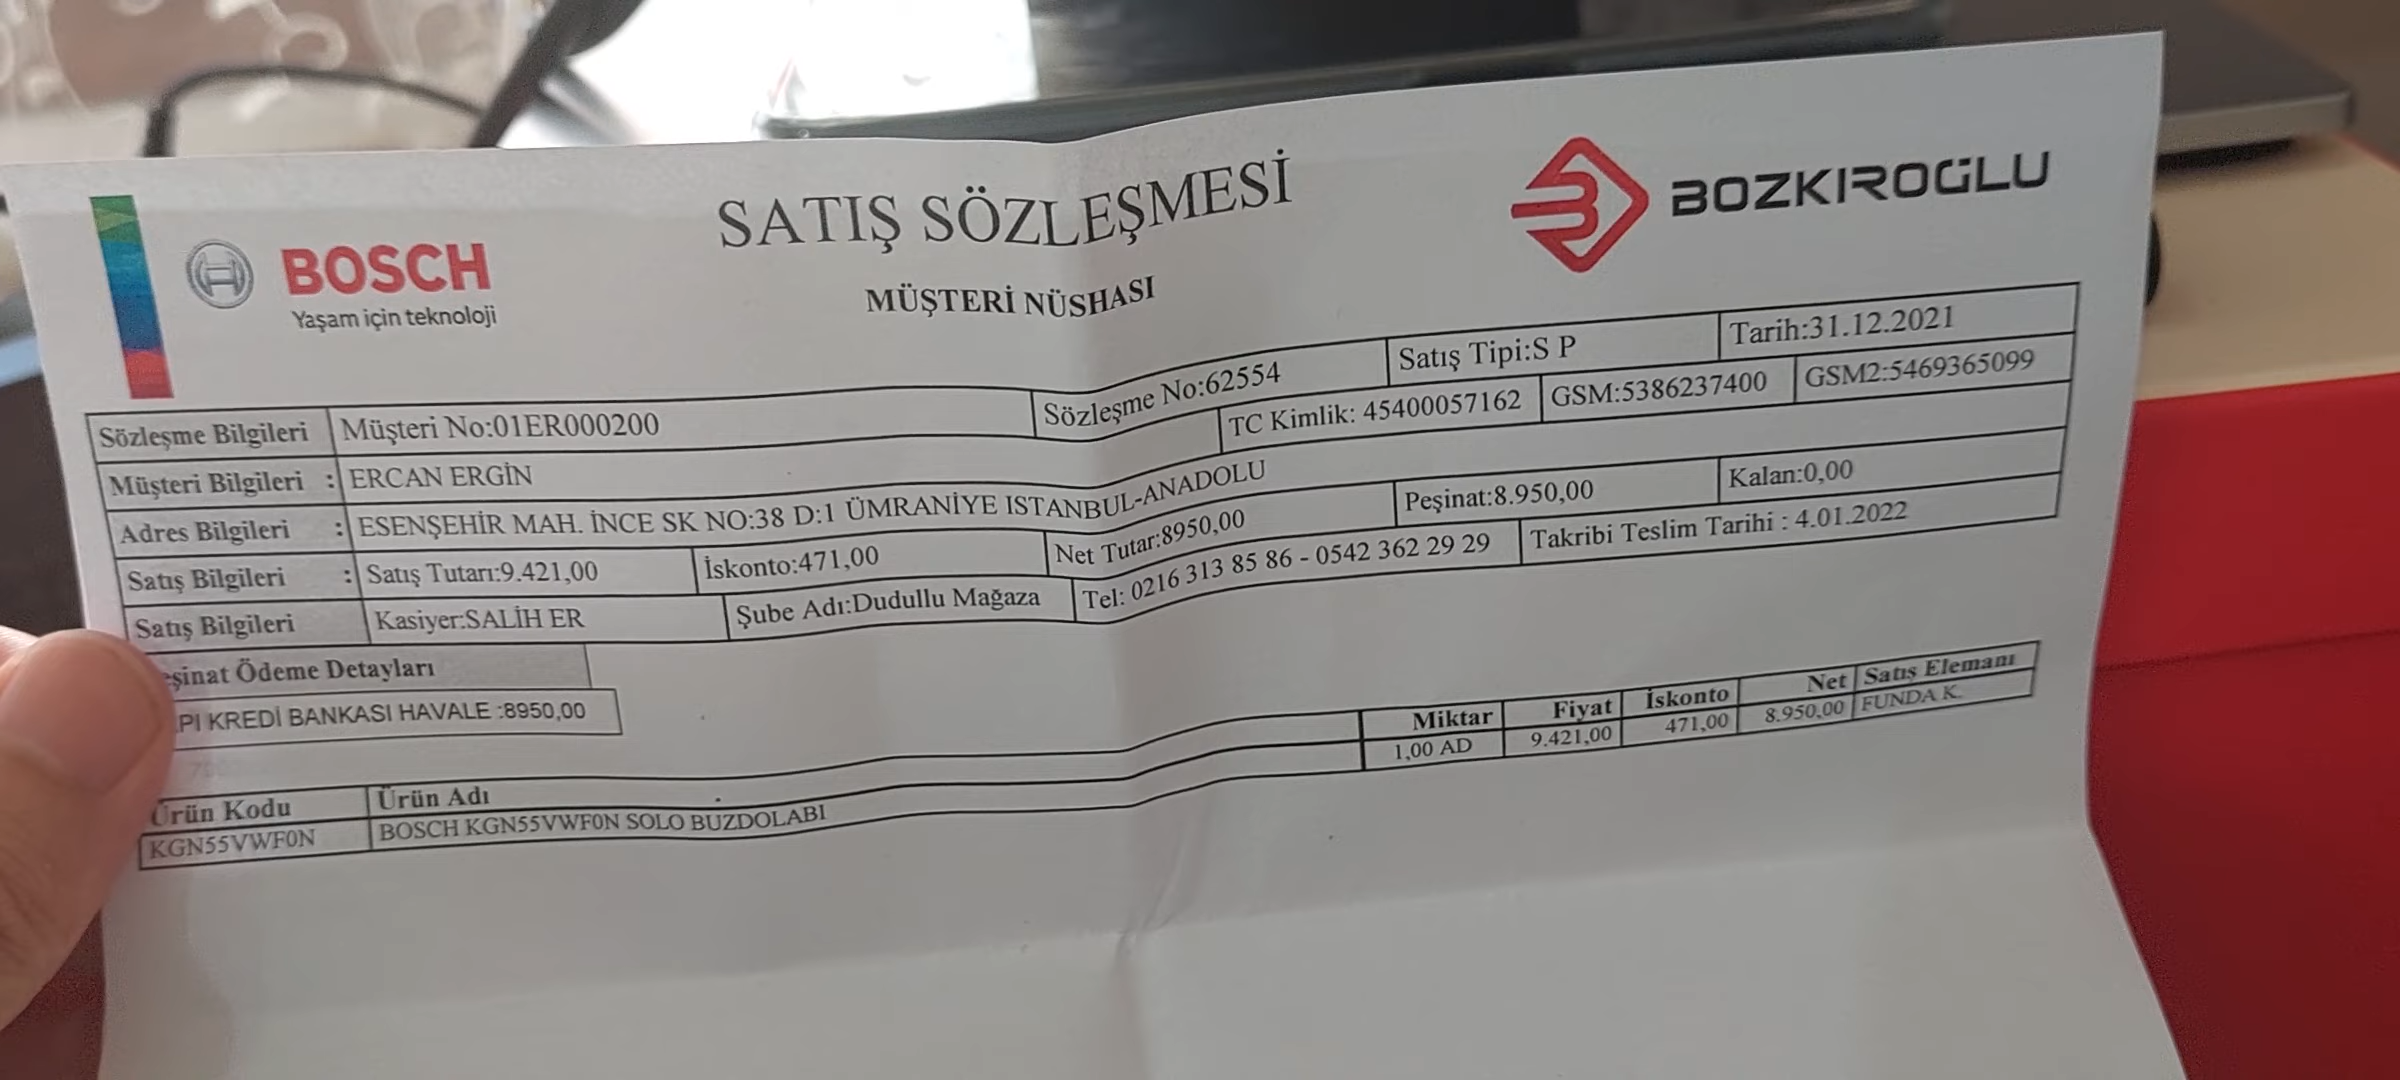 BOSCH
Yaşam için teknoloji
SATIŞ SÖZLEŞMESİ
MÜŞTERİ NÜSHASI
BOZKIROĞLU
Sözleşme Bilgileri Müşteri No:01ER000200 Sözleşme No:62554 Satış Tipi:S P Tarih:31.12.2021
Müşteri Bilgileri : ERCAN ERGİN TC Kimlik: 45400057162 GSM:5386237400 GSM2:5469365099
Adres Bilgileri : ESENŞEHİR MAH. İNCE SK NO:38 D:1 ÜMRANİYE ISTANBUL-ANADOLU
Satış Bilgileri : Satış Tutarı:9.421,00 İskonto:471,00 Net Tutar:8950,00 Peşinat:8.950,00 Kalan:0,00
Satış Bilgileri Kasiyer:SALİH ER Şube Adı:Dudullu Mağaza Tel: 0216 313 85 86 - 0542 362 29 29 Takribi Teslim Tarihi : 4.01.2022
şinat Ödeme Detayları
PI KREDİ BANKASI HAVALE :8950,00
Ürün Kodu Ürün Adı Miktar Fiyat İskonto Net Satış Elemanı
KGN55VWF0N BOSCH KGN55VWF0N SOLO BUZDOLABI 1,00 AD 9.421,00 471,00 8.950,00 FUNDA K.